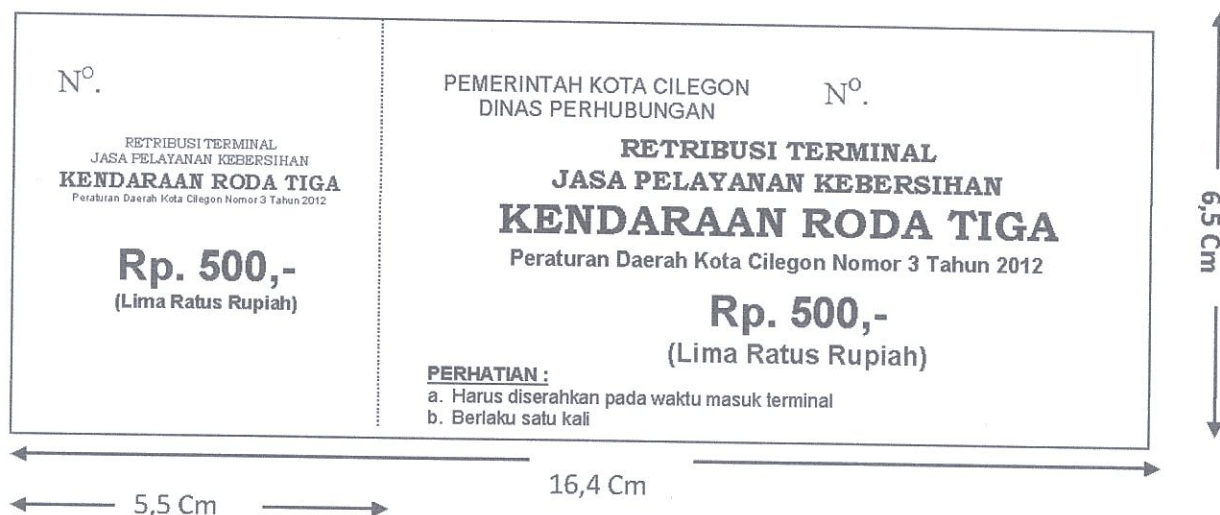 Nº.
RETRIBUSI TERMINAL
JASA PELAYANAN KEBERSIHAN
KENDARAAN RODA TIGA
Peraturan Daerah Kota Cilegon Nomor 3 Tahun 2012
Rp. 500,-
(Lima Ratus Rupiah)
PEMERINTAH KOTA CILEGON
DINAS PERHUBUNGAN
Nº.
RETRIBUSI TERMINAL
JASA PELAYANAN KEBERSIHAN
KENDARAAN RODA TIGA
Peraturan Daerah Kota Cilegon Nomor 3 Tahun 2012
Rp. 500,-
(Lima Ratus Rupiah)
PERHATIAN :
a. Harus diserahkan pada waktu masuk terminal
b. Berlaku satu kali
6,5 Cm
16,4 Cm
5,5 Cm